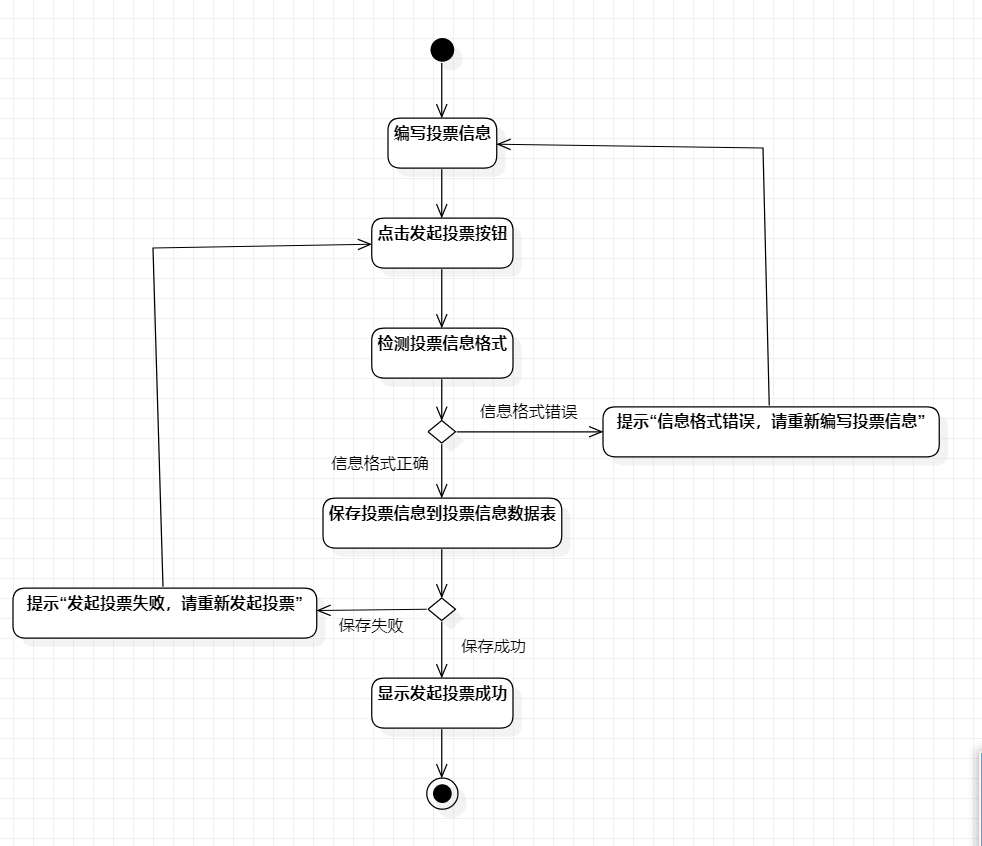 编写投票信息
点击发起投票按钮
检测投票信息格式
信息格式错误
提示“信息格式错误，请重新编写投票信息”
信息格式正确
保存投票信息到投票信息数据表
提示“发起投票失败，请重新发起投票”
保存失败
保存成功
显示发起投票成功